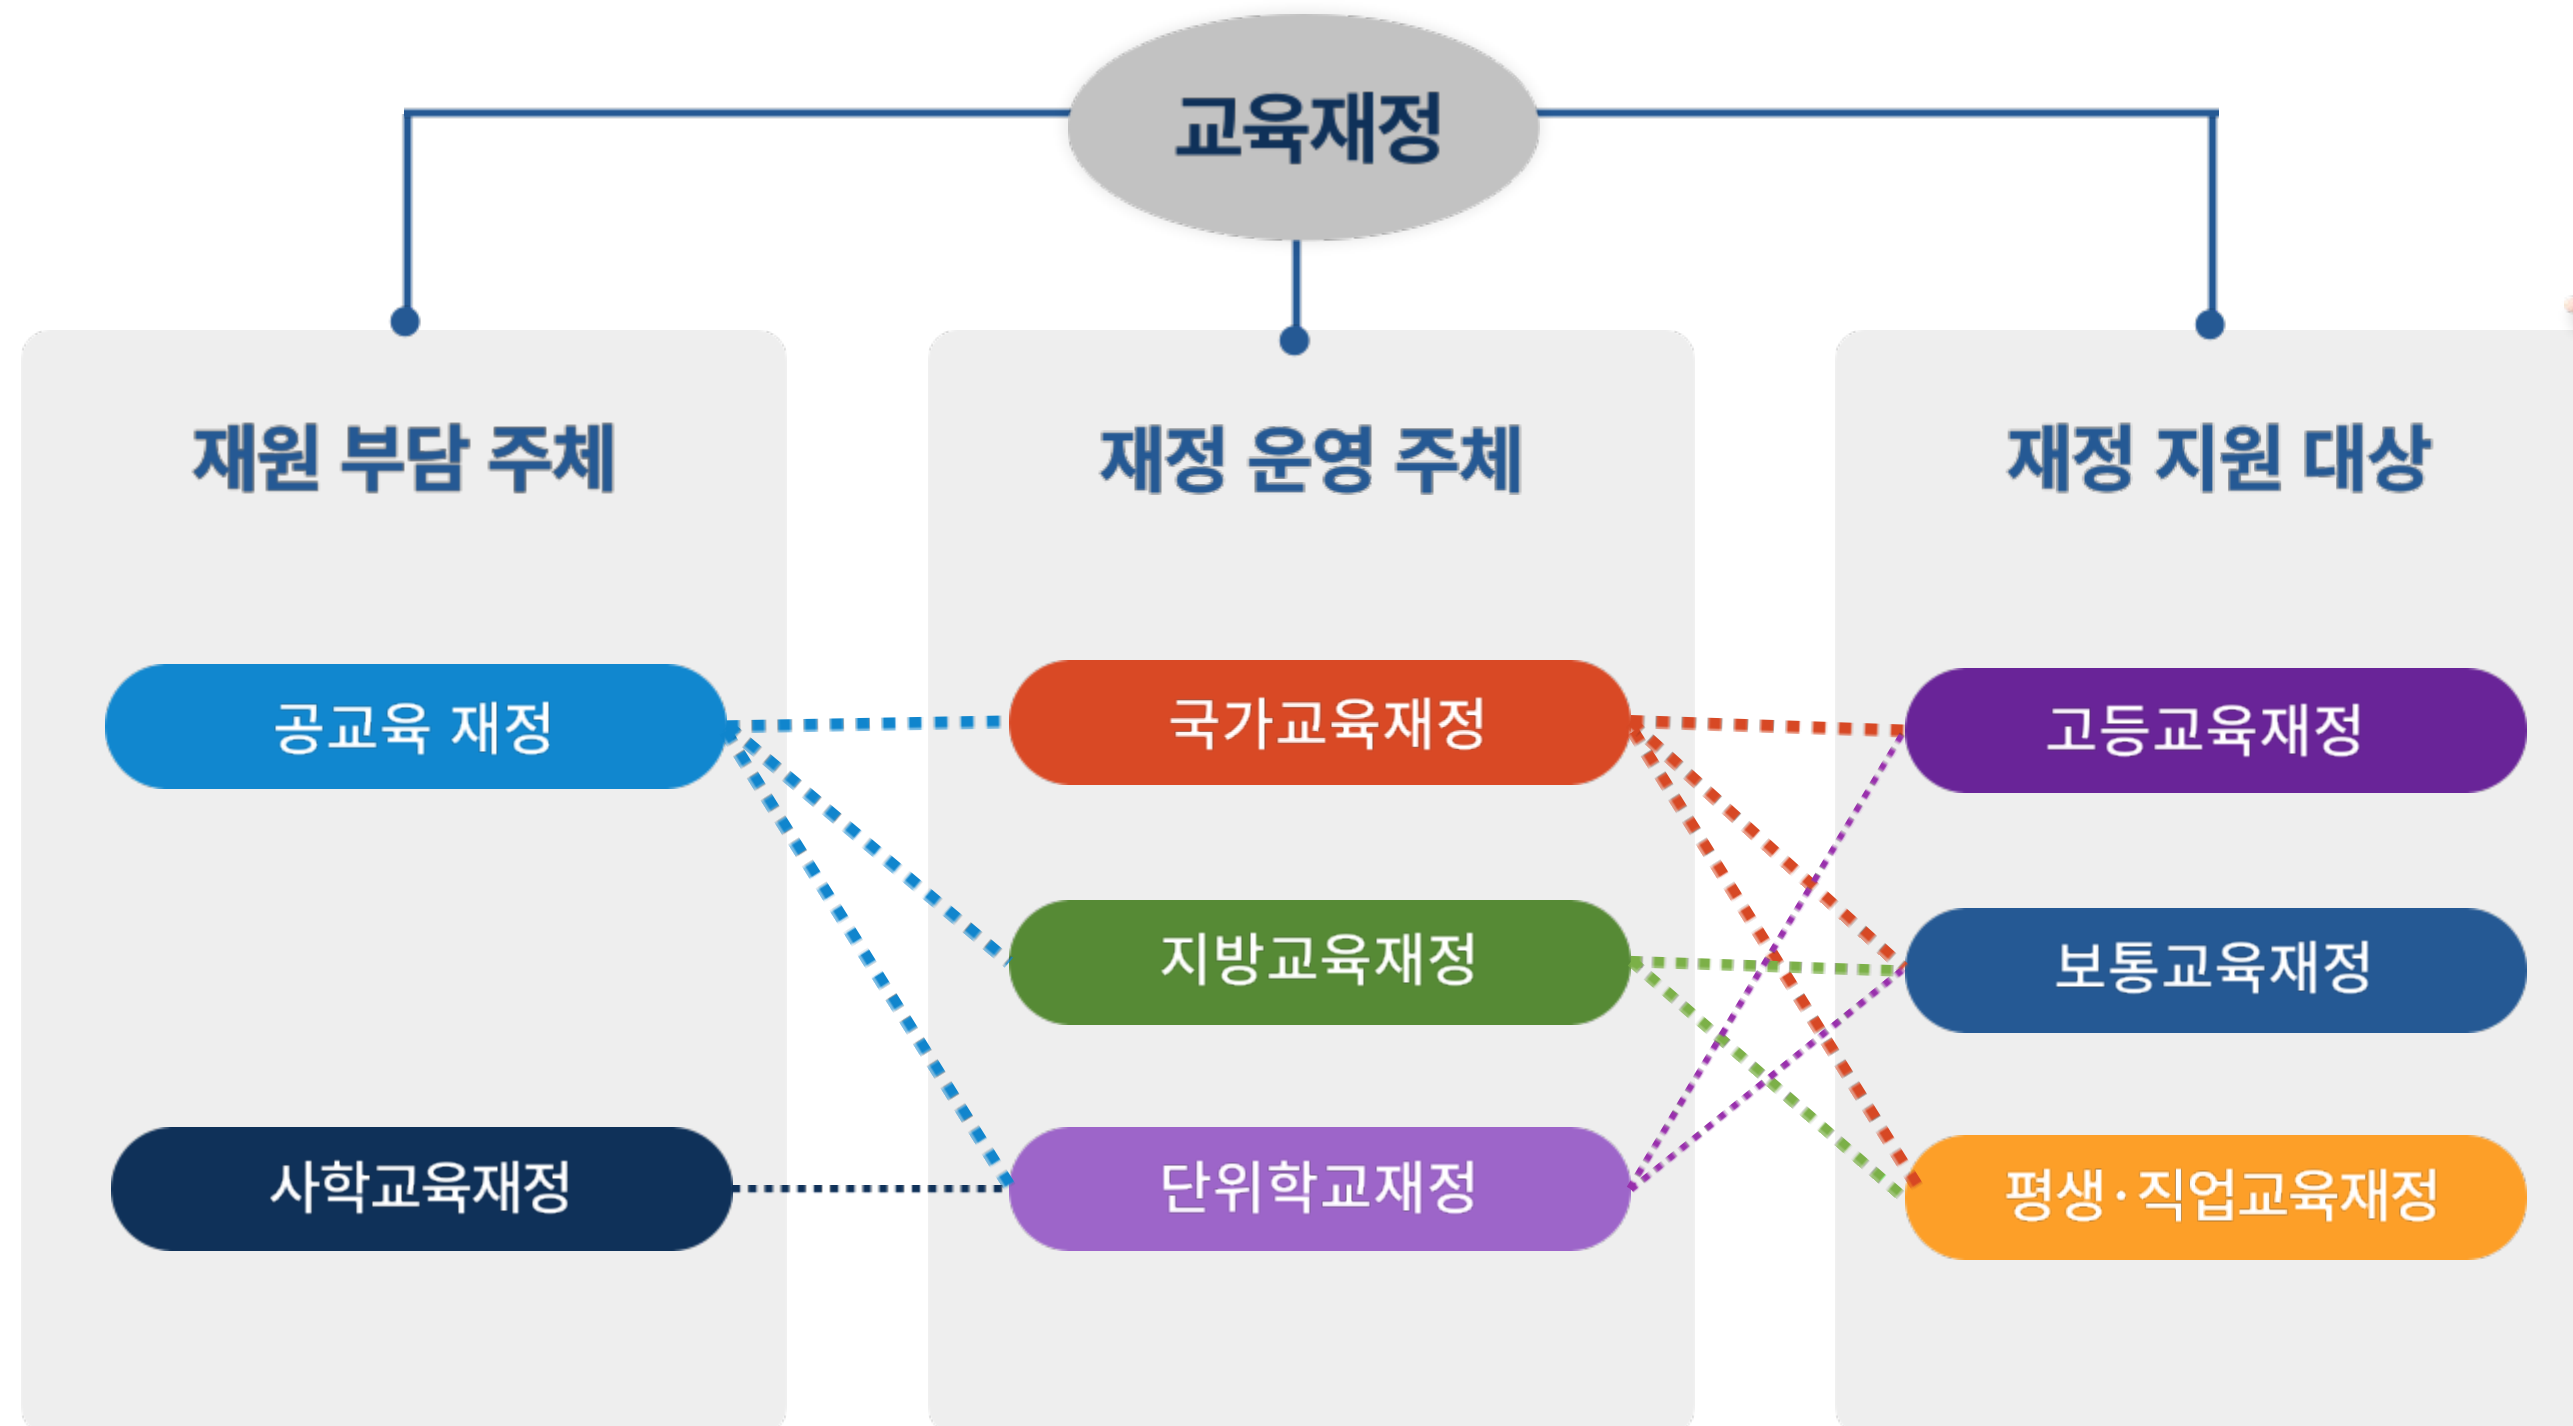 교육재정
재원 부담 주체
재정 운영 주체
재정 지원 대상
공교육 재정
국가교육재정
고등교육재정
지방교육재정
보통교육재정
사학교육재정
단위학교재정
평생·직업교육재정